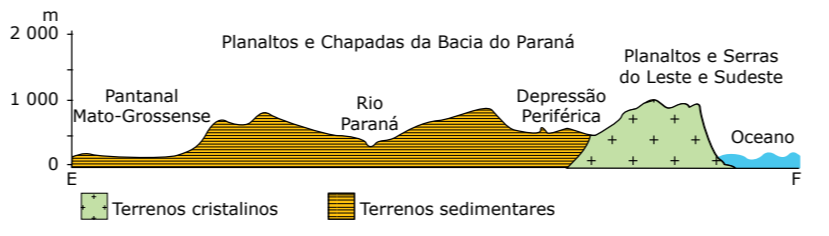 m
2 000
Planaltos e Chapadas da Bacia do Paraná
Planaltos e Serras
do Leste e Sudeste
1 000
Pantanal
Mato-Grossense
Rio
Paraná
Depressão
Periférica
Oceano
0
E
F
Terrenos cristalinos
Terrenos sedimentares